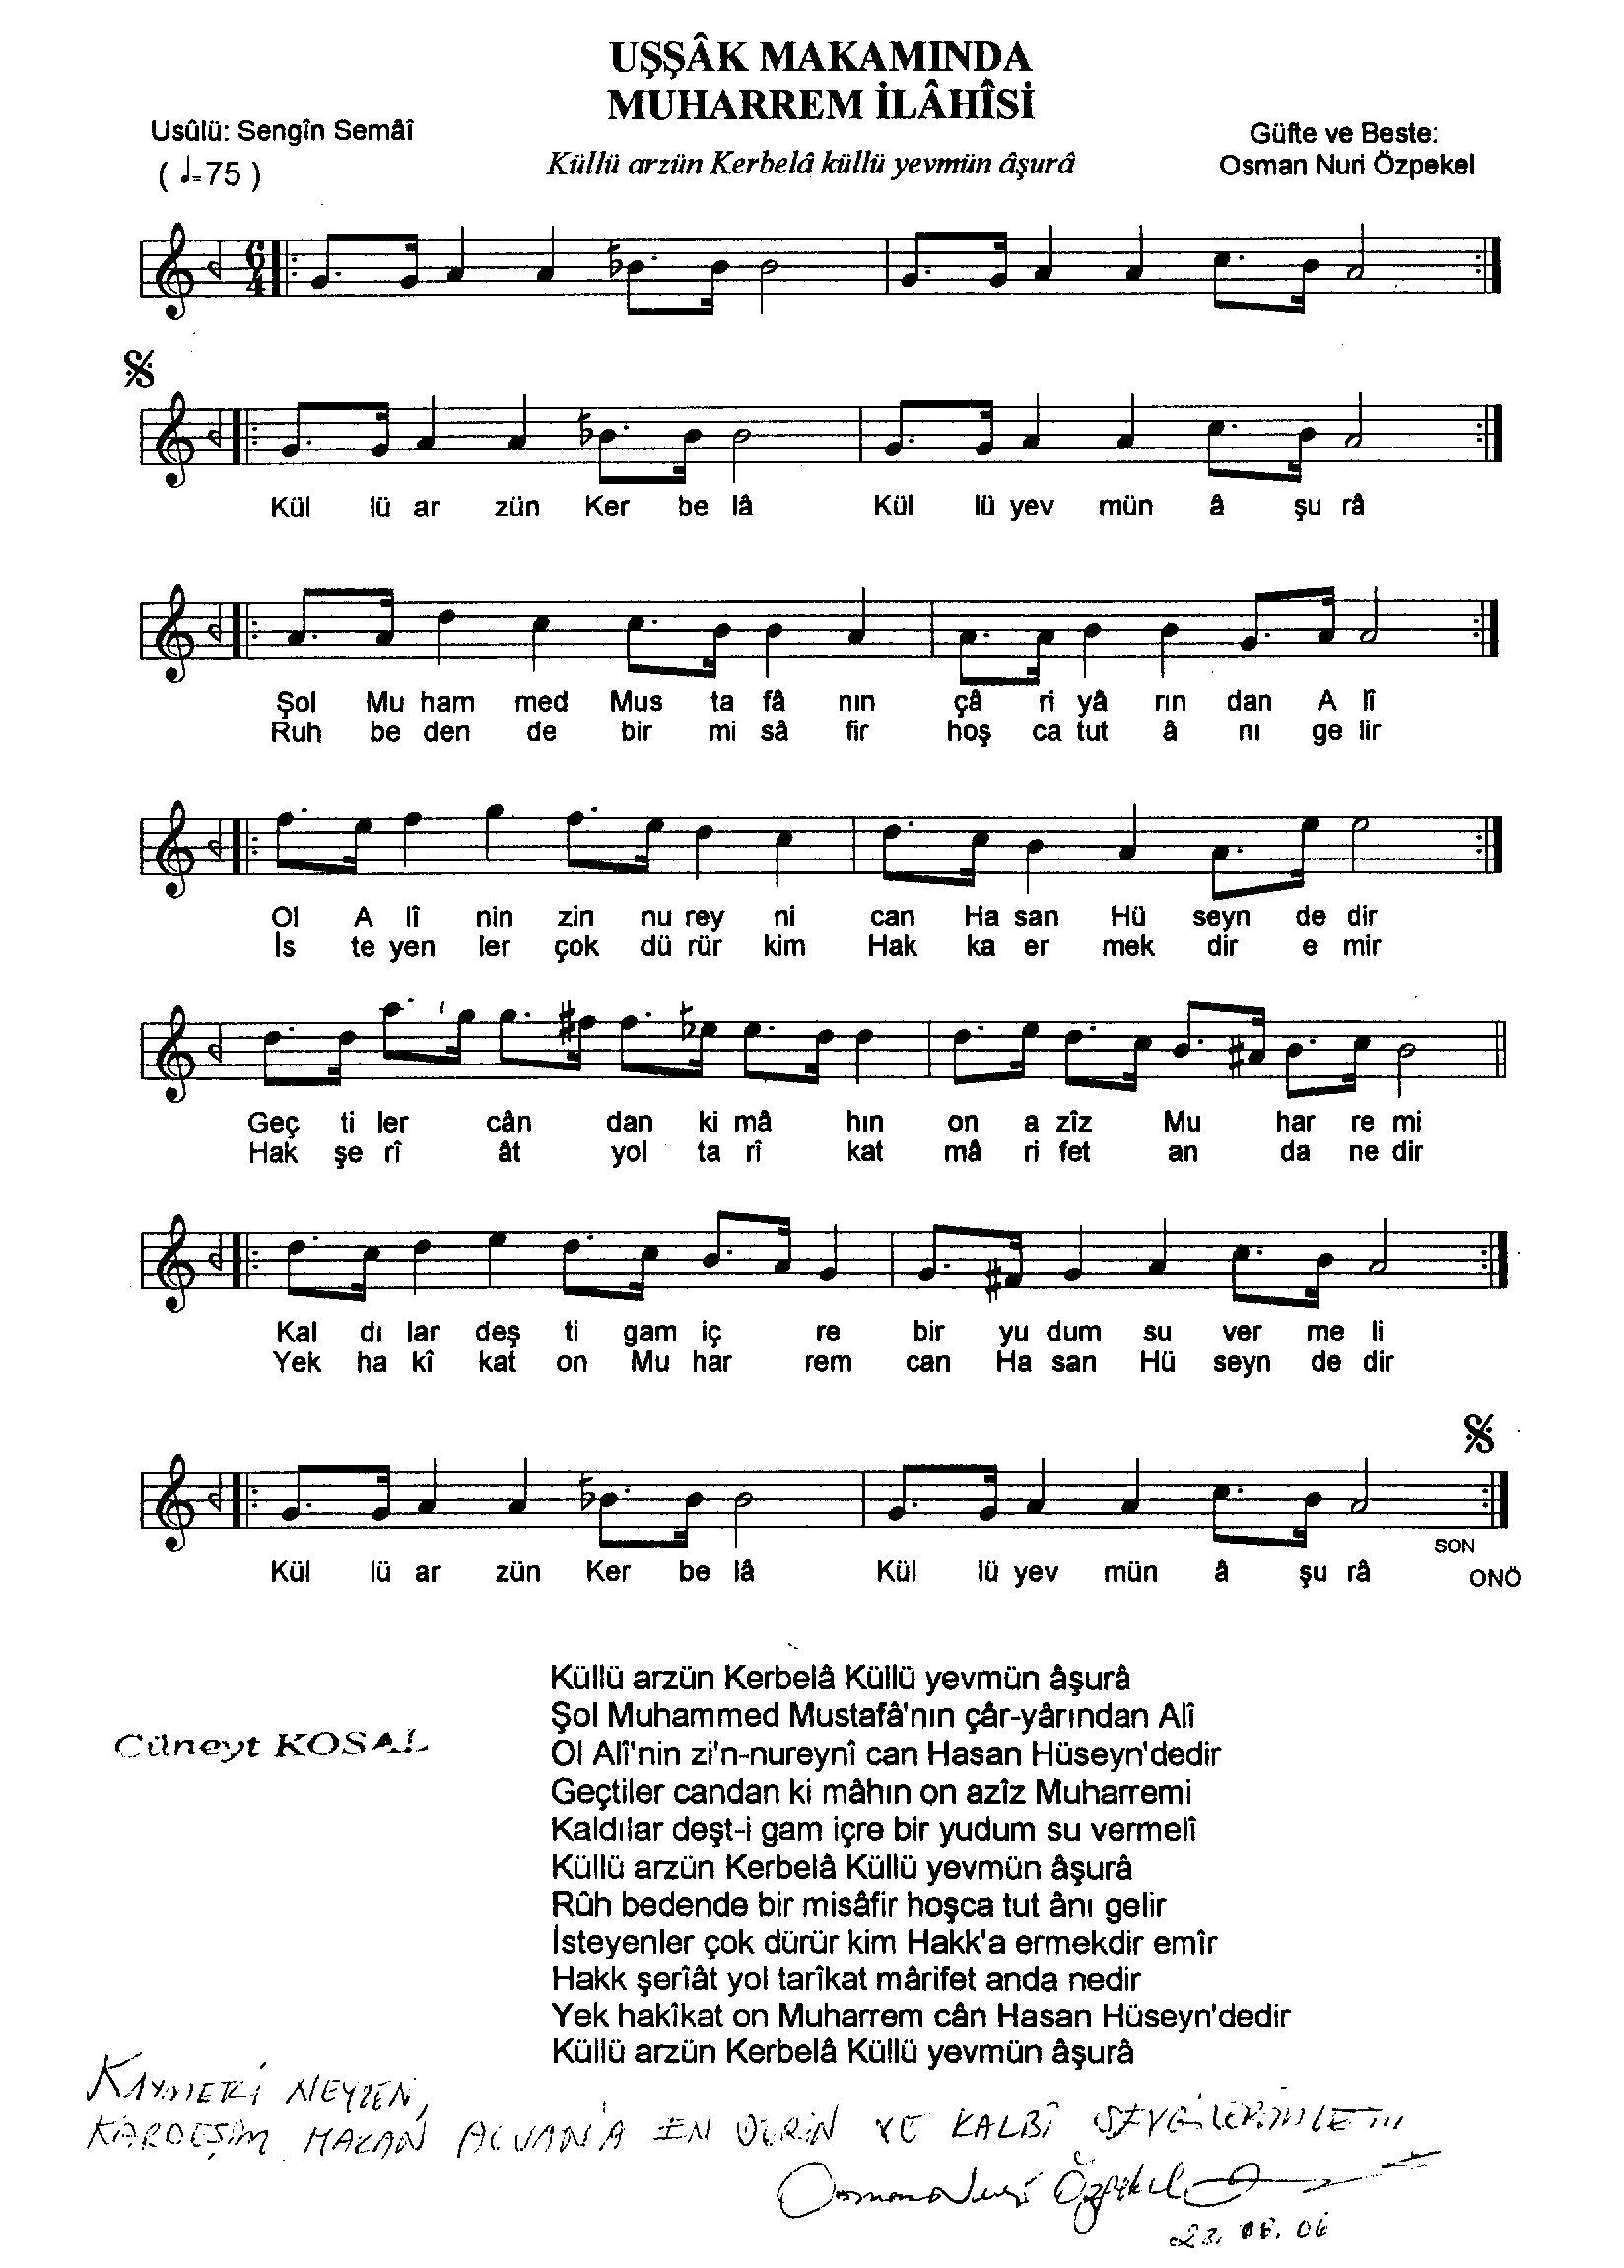 UŞŞÂK MAKAMINDA
MUHARREM İLÂHÎSİ
Usûlü: Sengîn Semâî
(♩=75)
Küllü arzün Kerbelâ küllü yevmün âşurâ
Güfte ve Beste:
Osman Nuri Özpekel
6
4
Kül lü ar zün Ker be lâ Kül lü yev mün â şu râ
Şol Mu ham med Mus ta fâ nın çâ ri yâ rın dan A lî
Ruh be den de bir mi sâ fir hoş ca tut â nı ge lir
Ol A lî nin zin nu rey ni can Ha san Hü seyn de dir
İs te yen ler çok dü rür kim Hak ka er mek dir e mir
Geç ti ler cân dan ki mâ hın on a zîz Mu har re mi
Hak şe rî ât yol ta rî kat mâ ri fet an da ne dir
Kal dı lar deş ti gam iç re bir yu dum su ver me li
Yek ha kî kat on Mu har rem can Ha san Hü seyn de dir
Kül lü ar zün Ker be lâ Kül lü yev mün â şu râ
SON
ONÖ
Küllü arzün Kerbelâ Küllü yevmün âşurâ
Şol Muhammed Mustafâ'nın çâr-yârından Alî
Cüneyt KOSAL
Ol Alî'nin zi'n-nureynî can Hasan Hüseyn'dedir
Geçtiler candan ki mâhın on azîz Muharremi
Kaldılar deşt-i gam içre bir yudum su vermelî
Küllü arzün Kerbelâ Küllü yevmün âşurâ
Rûh bedende bir misâfir hoşca tut ânı gelir
İsteyenler çok dürür kim Hakk'a ermekdir emîr
Hakk şerîât yol tarîkat mârifet anda nedir
Yek hakîkat on Muharrem cân Hasan Hüseyn'dedir
Küllü arzün Kerbelâ Küllü yevmün âşurâ
KIYMETLİ NEYZEN,
KARDEŞİM HAKAN ALVAN'A EN DERİN VE KALBÎ SEVGİLERİMLE...
Osman Nuri Özpekel
23.08.06